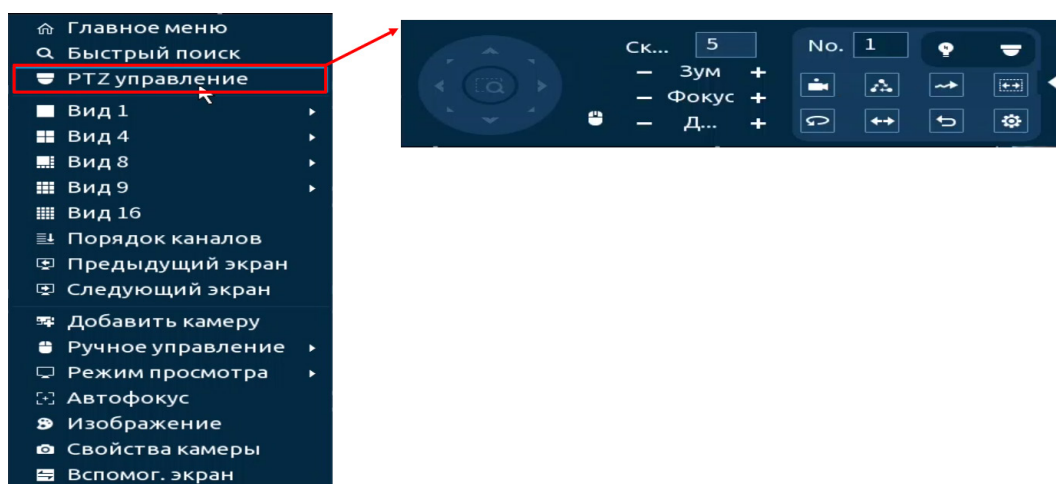 Главное меню
Быстрый поиск
PTZ управление
Вид 1
Вид 4
Вид 8
Вид 9
Вид 16
Порядок каналов
Предыдущий экран
Следующий экран
Добавить камеру
Ручное управление
Режим просмотра
Автофокус
Изображение
Свойства камеры
Вспомог. экран
Ск... 5
No. 1
− Зум +
− Фокус +
− Д... +